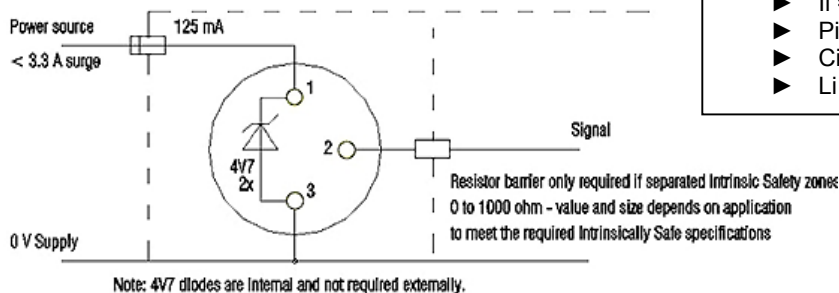 Power source
125 mA
< 3.3 A surge
1
2
4V7
2x
3
Signal
Resistor barrier only required if separated Intrinsic Safety zones
0 to 1000 ohm - value and size depends on application
to meet the required Intrinsically Safe specifications
0 V Supply
Note: 4V7 diodes are internal and not required externally.
► Pi
► Ci
► Li